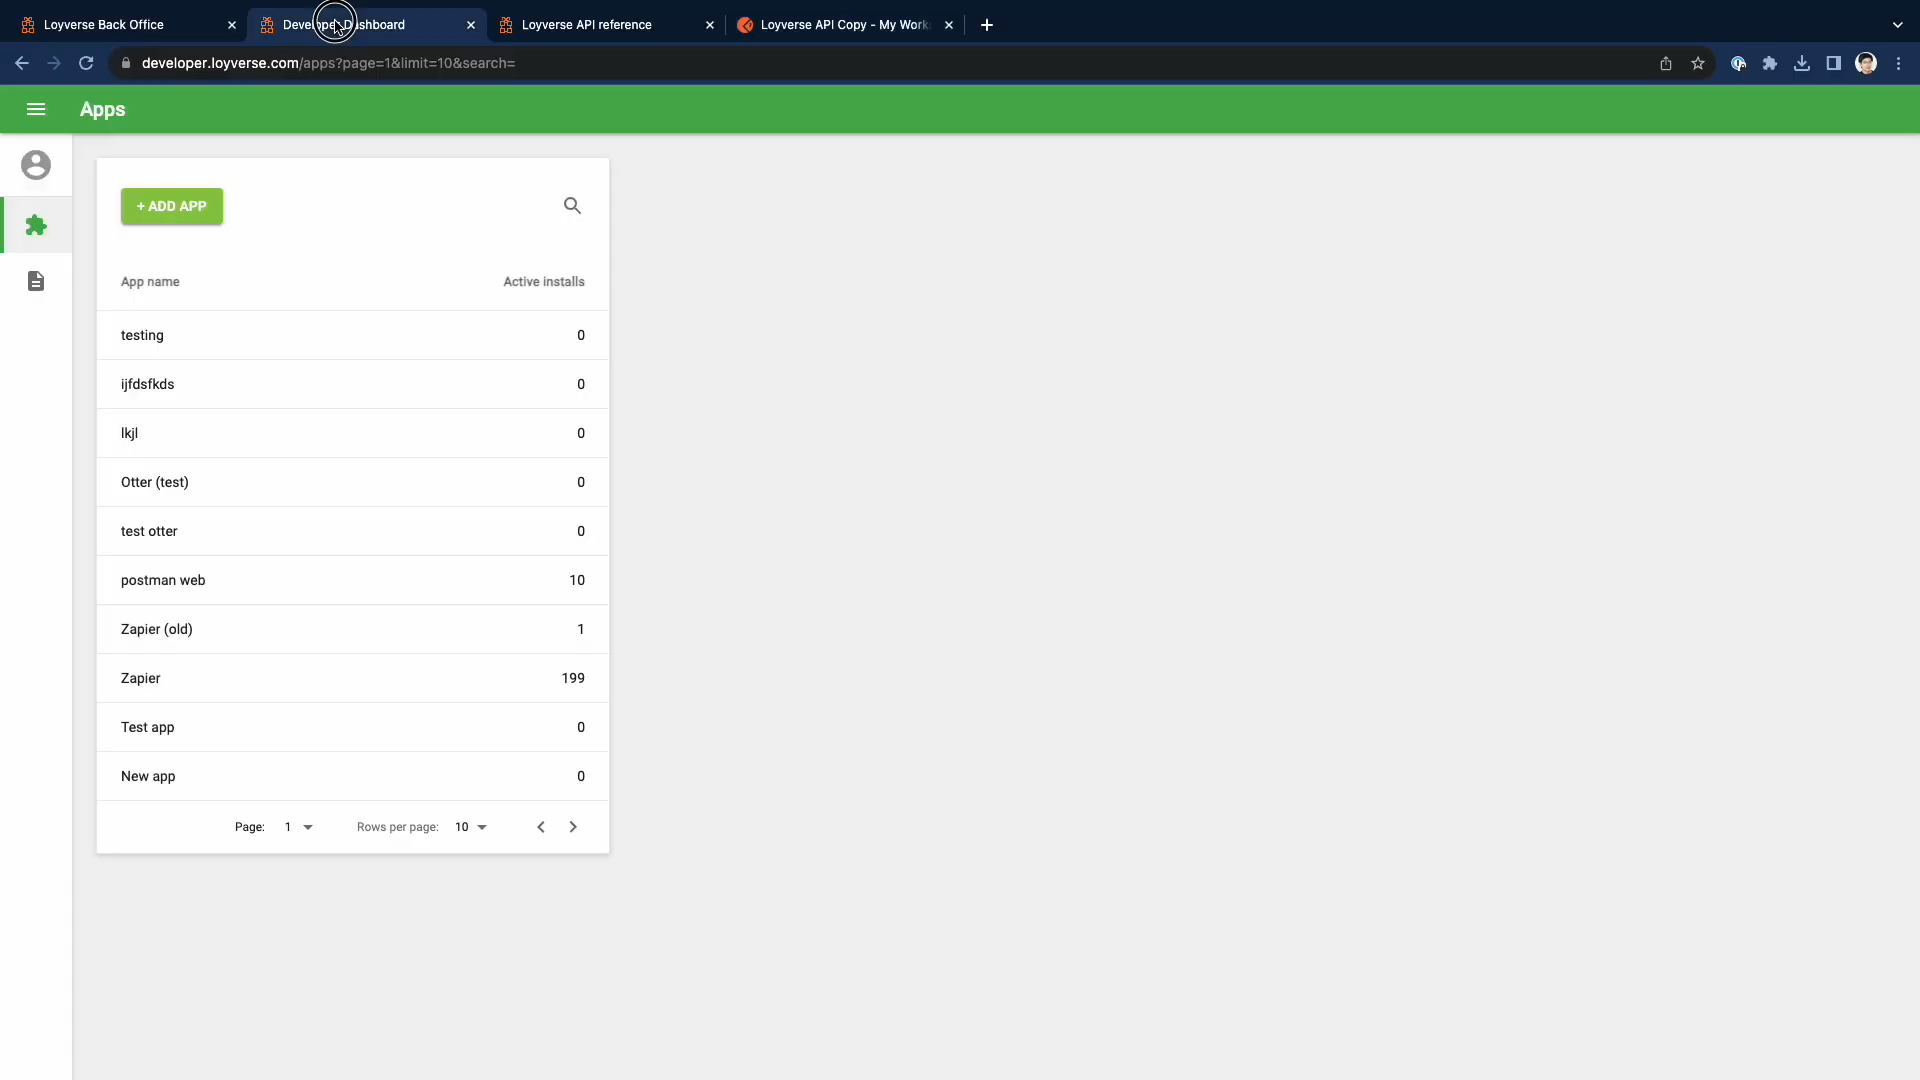 Loyverse Back Office
Developer Dashboard
Loyverse API reference
Loyverse API Copy - My Work
developer.loyverse.com/apps?page=1&limit=10&search=
Apps
+ ADD APP
App name Active installs
testing 0
ijfdsfkds 0
lkjl 0
Otter (test) 0
test otter 0
postman web 10
Zapier (old) 1
Zapier 199
Test app 0
New app 0
Page: 1 Rows per page: 10